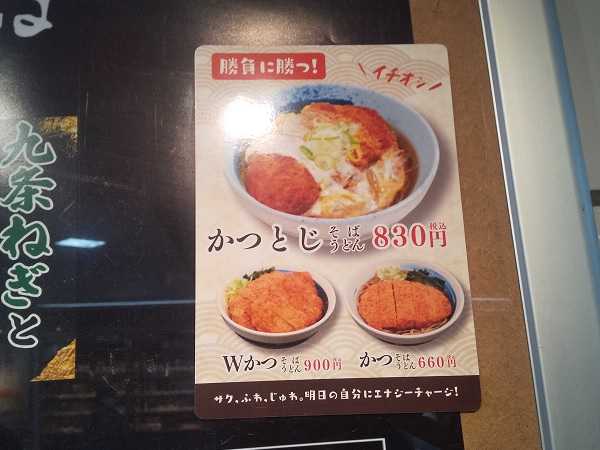 ば
九条ねぎと
勝負に勝つ!
イチオシ
かつとじ そば うどん 830円 税込
Wかつ そば うどん 900円
かつ そば うどん 660円
サク、ふわ、じゅわ。明日の自分にエナジーチャージ!